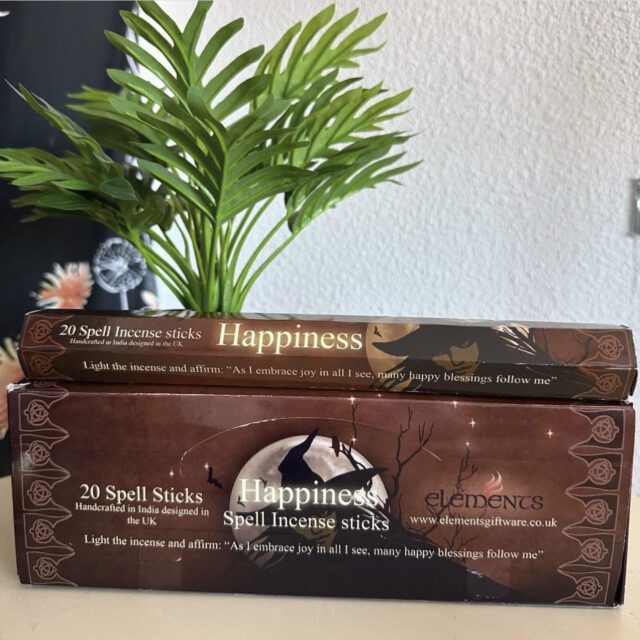 20 Spell Incense sticks
Handcrafted in India designed in the UK
Happiness
Light the incense and affirm: “As I embrace joy in all I see, many happy blessings follow me”
20 Spell Sticks
Handcrafted in India designed in
the UK
Happiness
Spell Incense sticks
elements
www.elementsgiftware.co.uk
Light the incense and affirm: “As I embrace joy in all I see, many happy blessings follow me”